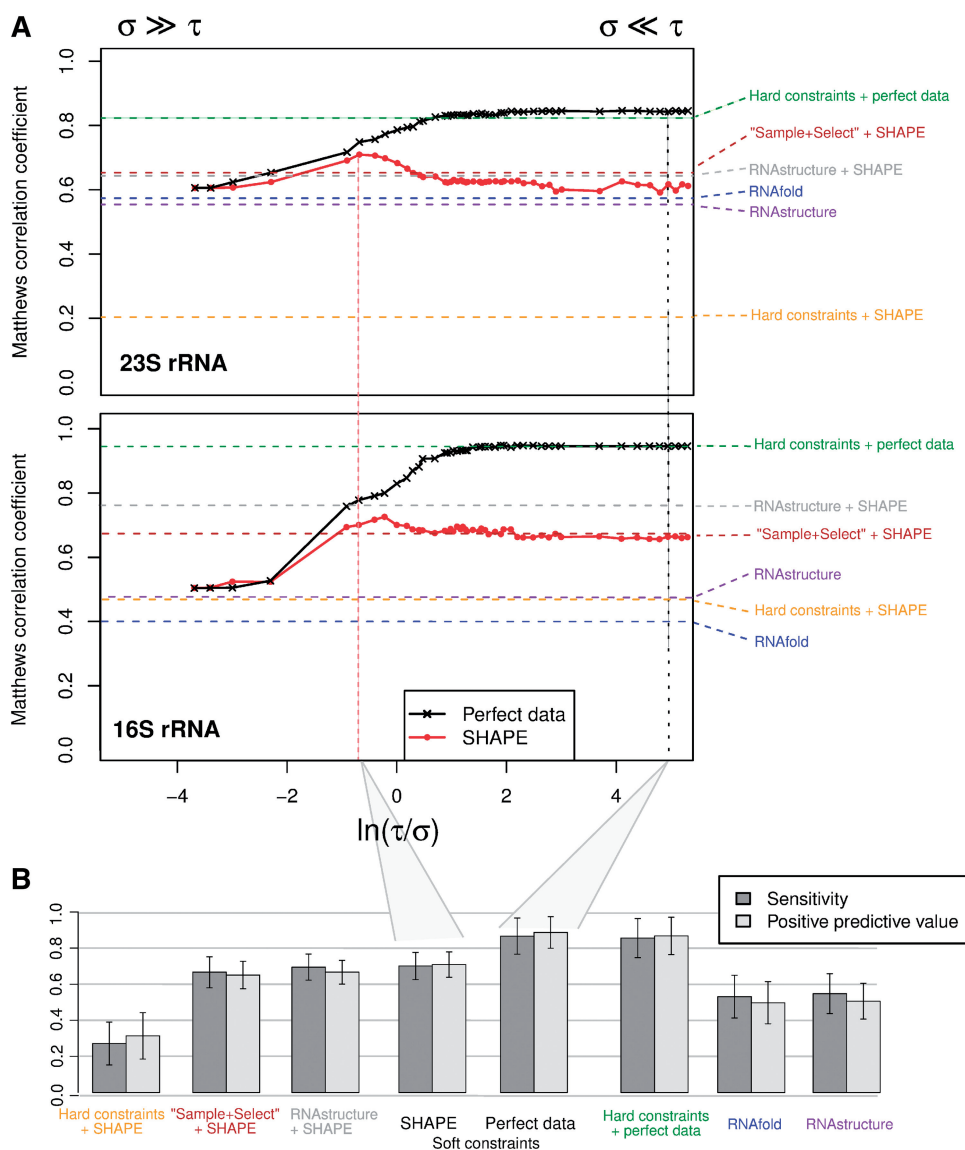 A
σ ≫ τ
σ ≪ τ
Matthews correlation coefficient
1.0
0.8
0.6
0.4
0.2
0.0
23S rRNA
Hard constraints + perfect data
"Sample+Select" + SHAPE
RNAstructure + SHAPE
RNAfold
RNAstructure
Hard constraints + SHAPE
Matthews correlation coefficient
1.0
0.8
0.6
0.4
0.2
0.0
16S rRNA
Perfect data
SHAPE
Hard constraints + perfect data
RNAstructure + SHAPE
"Sample+Select" + SHAPE
RNAstructure
Hard constraints + SHAPE
RNAfold
−4 −2 0 2 4
ln(τ/σ)
B
Sensitivity
Positive predictive value
1.0
0.8
0.6
0.4
0.2
0.0
Hard constraints
+ SHAPE
"Sample+Select"
+ SHAPE
RNAstructure
+ SHAPE
SHAPE
Perfect data
Soft constraints
Hard constraints
+ perfect data
RNAfold
RNAstructure